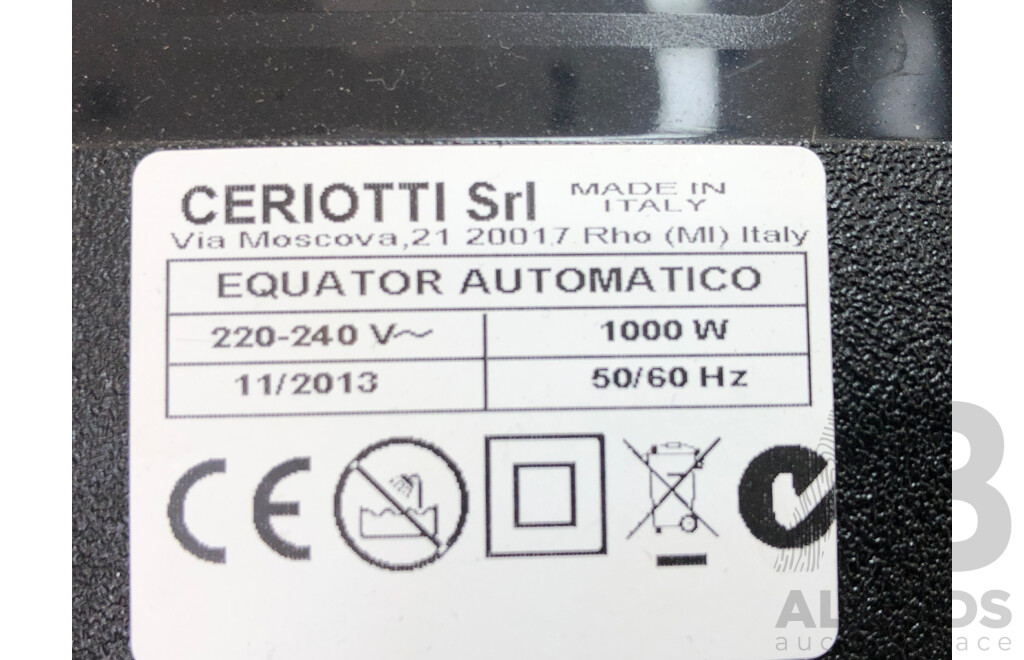 CERIOTTI Srl MADE IN ITALY
Via Moscova,21 20017 Rho (MI) Italy
EQUATOR AUTOMATICO
220-240 V~ 1000 W
11/2013 50/60 Hz
CE